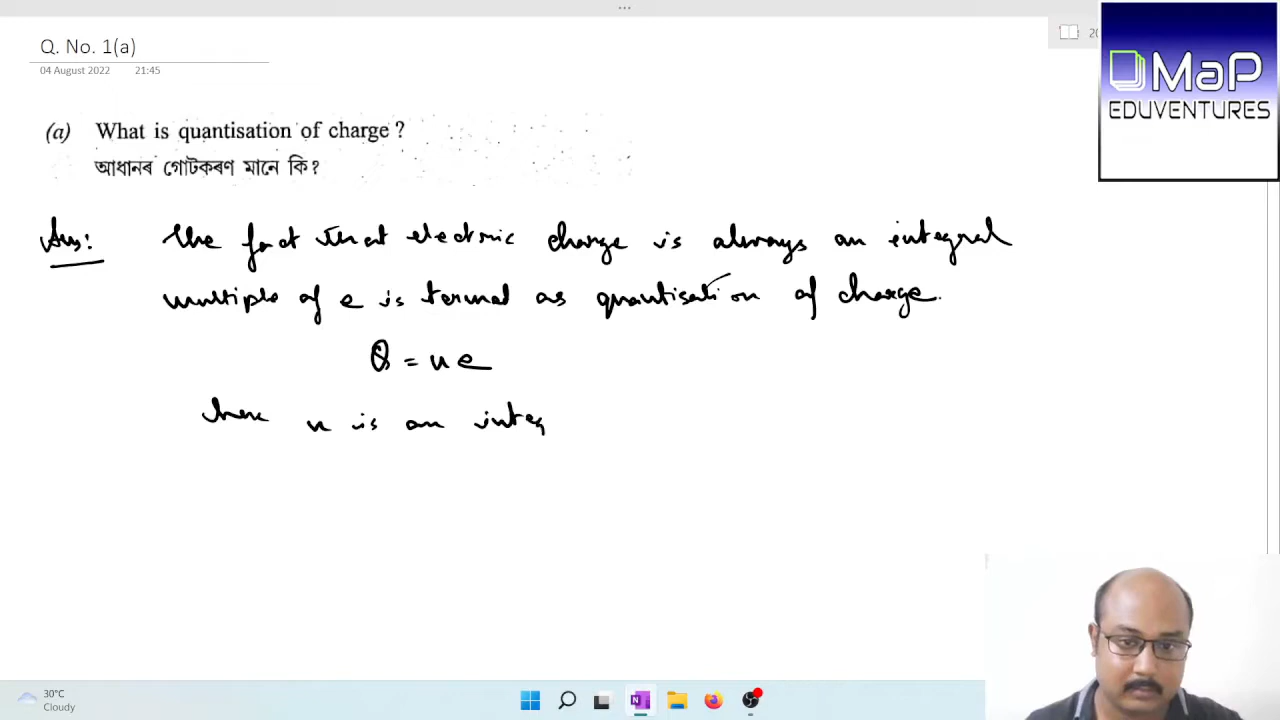 ...
Q. No. 1(a)
04 August 2022 21:45
20
MaP
EDUVENTURES
(a) What is quantisation of charge ?
আধানৰ গোটকৰণ মানে কি?
Ans: The fact that electric charge is always an integral
multiple of e is termed as quantisation of charge.
Q = ne
here n is an integ
30°C
Cloudy